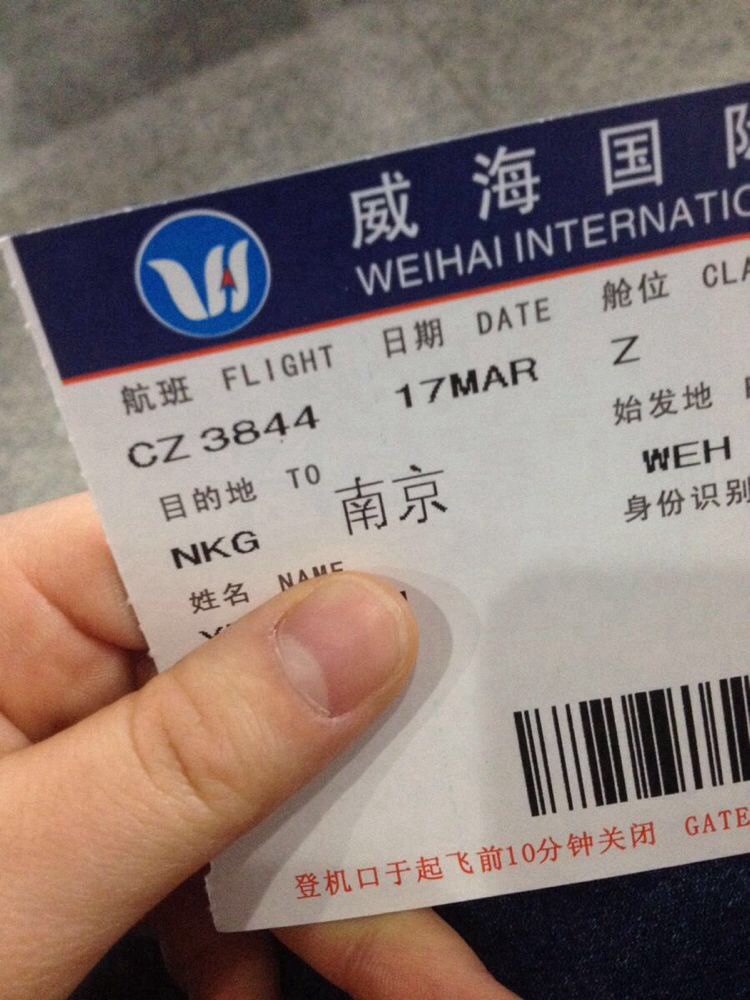 威海国
WEIHAI INTERNATIO
航班 FLIGHT 日期 DATE 舱位 CLA
CZ 3844 17MAR Z
目的地 TO 始发地
NKG 南京 WEH
姓名 NAME 身份识别
登机口于起飞前10分钟关闭 GATE